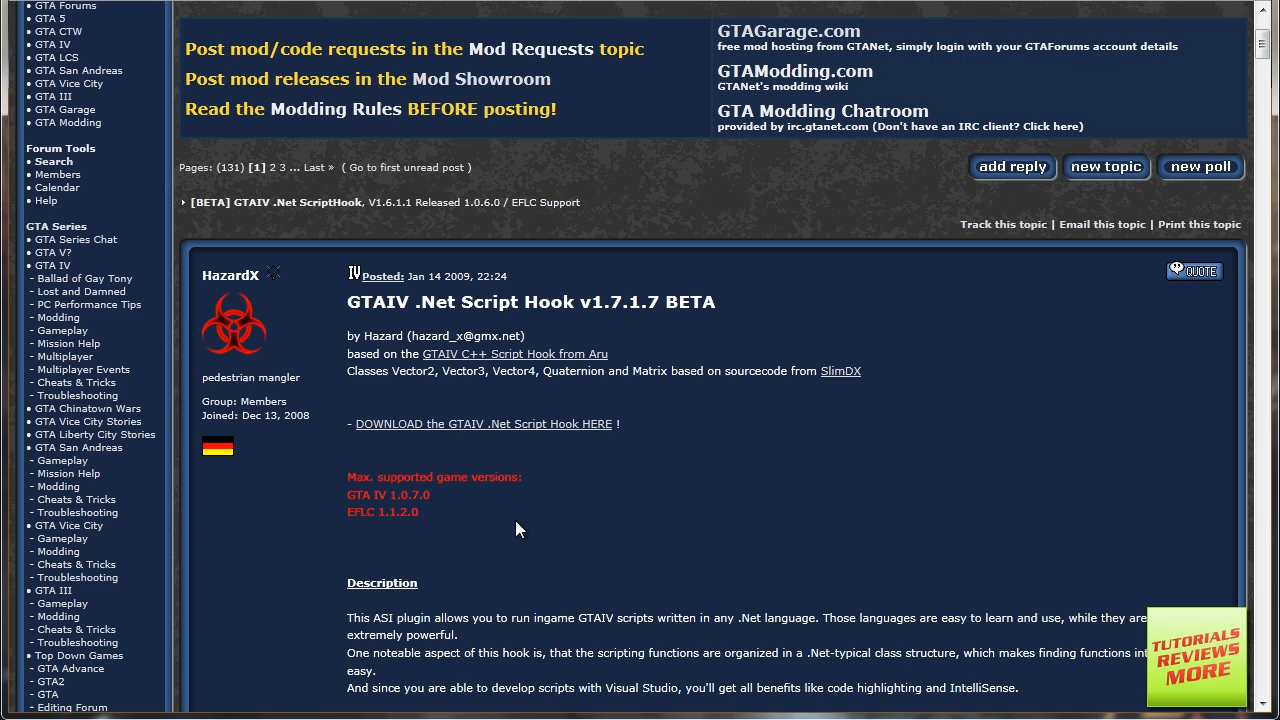 GTA Forums
GTA 5
GTA CTW
GTA IV
GTA LCS
GTA San Andreas
GTA Vice City
GTA III
GTA Garage
GTA Modding
Forum Tools
Search
Members
Calendar
Help
GTA Series
GTA Series Chat
GTA V?
GTA IV
- Ballad of Gay Tony
- Lost and Damned
- PC Performance Tips
- Modding
- Gameplay
- Mission Help
- Multiplayer
- Multiplayer Events
- Cheats & Tricks
- Troubleshooting
GTA Chinatown Wars
GTA Vice City Stories
GTA Liberty City Stories
GTA San Andreas
- Gameplay
- Mission Help
- Modding
- Cheats & Tricks
- Troubleshooting
GTA Vice City
- Gameplay
- Modding
- Cheats & Tricks
- Troubleshooting
GTA III
- Gameplay
- Modding
- Cheats & Tricks
- Troubleshooting
Top Down Games
- GTA Advance
- GTA2
- GTA
- Editing Forum
Post mod/code requests in the Mod Requests topic
Post mod releases in the Mod Showroom
Read the Modding Rules BEFORE posting!
GTAGarage.com
free mod hosting from GTANet, simply login with your GTAForums account details
GTAModding.com
GTANet's modding wiki
GTA Modding Chatroom
provided by irc.gtanet.com (Don't have an IRC client? Click here)
Pages: (131) [1] 2 3 ... Last » ( Go to first unread post )
add reply new topic new poll
[BETA] GTAIV .Net ScriptHook, V1.6.1.1 Released 1.0.6.0 / EFLC Support
Track this topic | Email this topic | Print this topic
HazardX
pedestrian mangler
Group: Members
Joined: Dec 13, 2008
IV Posted: Jan 14 2009, 22:24
QUOTE
GTAIV .Net Script Hook v1.7.1.7 BETA
by Hazard (hazard_x@gmx.net)
based on the GTAIV C++ Script Hook from Aru
Classes Vector2, Vector3, Vector4, Quaternion and Matrix based on sourcecode from SlimDX
- DOWNLOAD the GTAIV .Net Script Hook HERE !
Max. supported game versions:
GTA IV 1.0.7.0
EFLC 1.1.2.0
Description
This ASI plugin allows you to run ingame GTAIV scripts written in any .Net language. Those languages are easy to learn and use, while they are
extremely powerful.
One noteable aspect of this hook is, that the scripting functions are organized in a .Net-typical class structure, which makes finding functions
easy.
And since you are able to develop scripts with Visual Studio, you'll get all benefits like code highlighting and IntelliSense.
TUTORIALS
REVIEWS
MORE